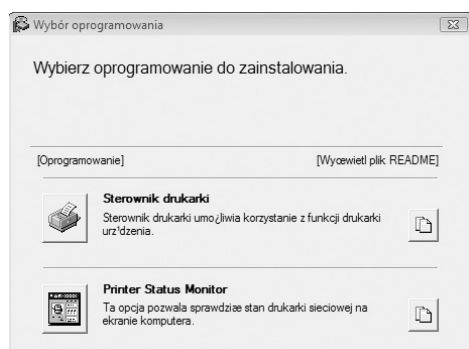 Wybór oprogramowania
Wybierz oprogramowanie do zainstalowania.
[Oprogramowanie] [Wyœwietl plik README]
Sterownik drukarki
Sterownik drukarki umo¿liwia korzystanie z funkcji drukarki
urz¹dzenia.
Printer Status Monitor
Ta opcja pozwala sprawdziæ stan drukarki sieciowej na
ekranie komputera.